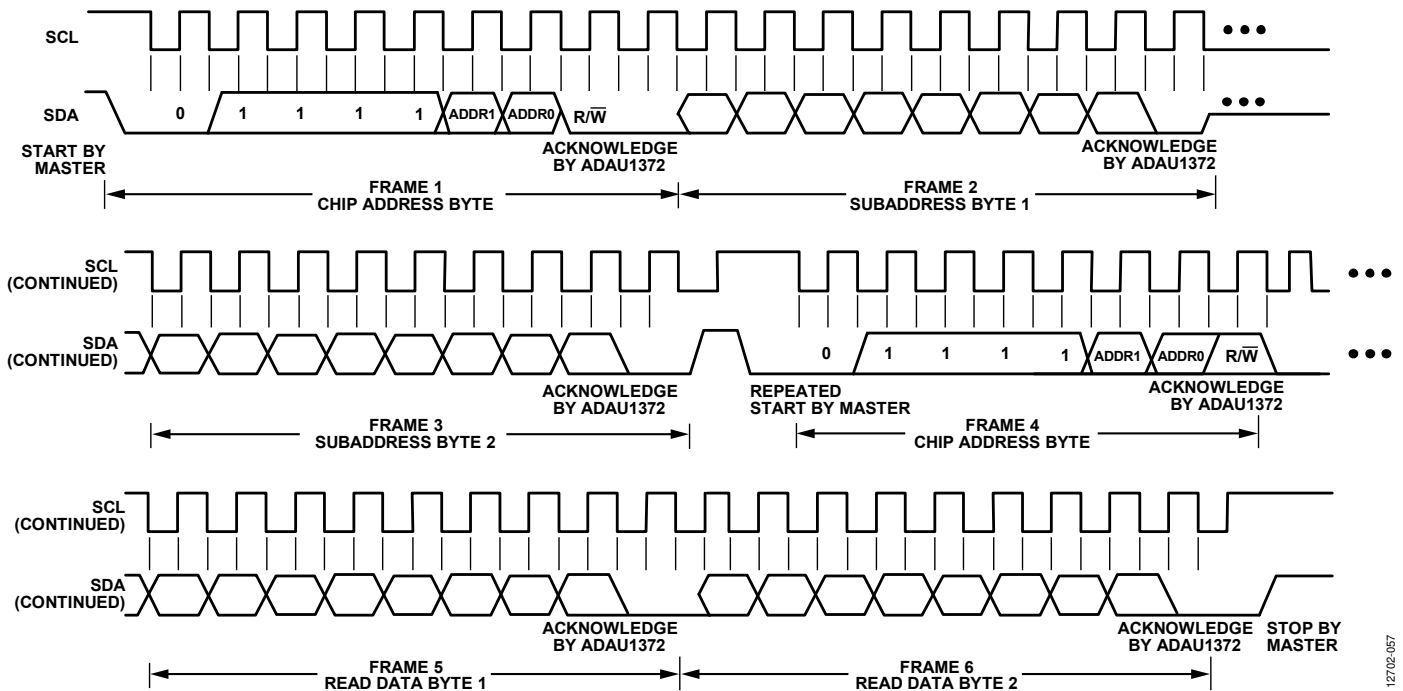 SCL
SDA
0 1 1 1 1 ADDR1 ADDR0 R/W̅
START BY
MASTER
ACKNOWLEDGE
BY ADAU1372
ACKNOWLEDGE
BY ADAU1372
FRAME 1
CHIP ADDRESS BYTE
FRAME 2
SUBADDRESS BYTE 1
SCL
(CONTINUED)
SDA
(CONTINUED)
0 1 1 1 1 ADDR1 ADDR0 R/W̅
ACKNOWLEDGE
BY ADAU1372
REPEATED
START BY MASTER
ACKNOWLEDGE
BY ADAU1372
FRAME 3
SUBADDRESS BYTE 2
FRAME 4
CHIP ADDRESS BYTE
SCL
(CONTINUED)
SDA
(CONTINUED)
ACKNOWLEDGE
BY ADAU1372
ACKNOWLEDGE
BY ADAU1372
STOP BY
MASTER
FRAME 5
READ DATA BYTE 1
FRAME 6
READ DATA BYTE 2
12702-057